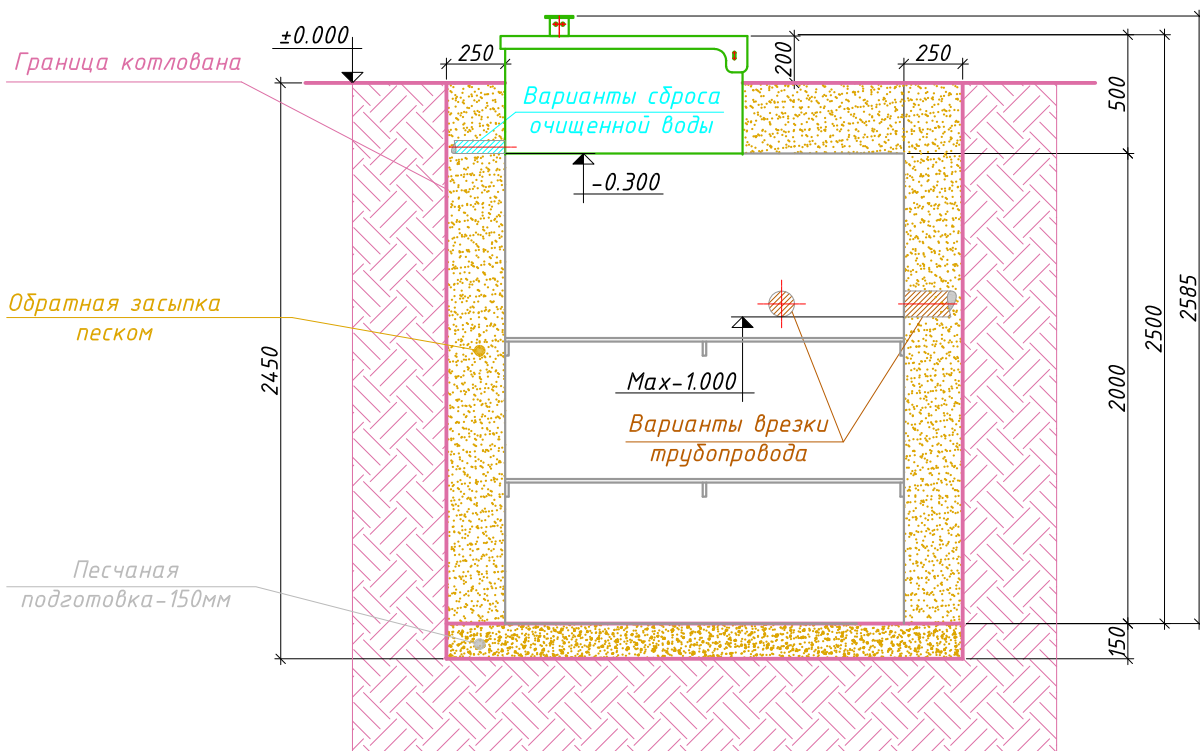 ±0.000
250
200
250
Граница котлована
500
Варианты сброса
очищенной воды
-0.300
Обратная засыпка
песком
2585
2500
2450
Max-1.000
2000
Варианты врезки
трубопровода
Песчаная
подготовка-150мм
150